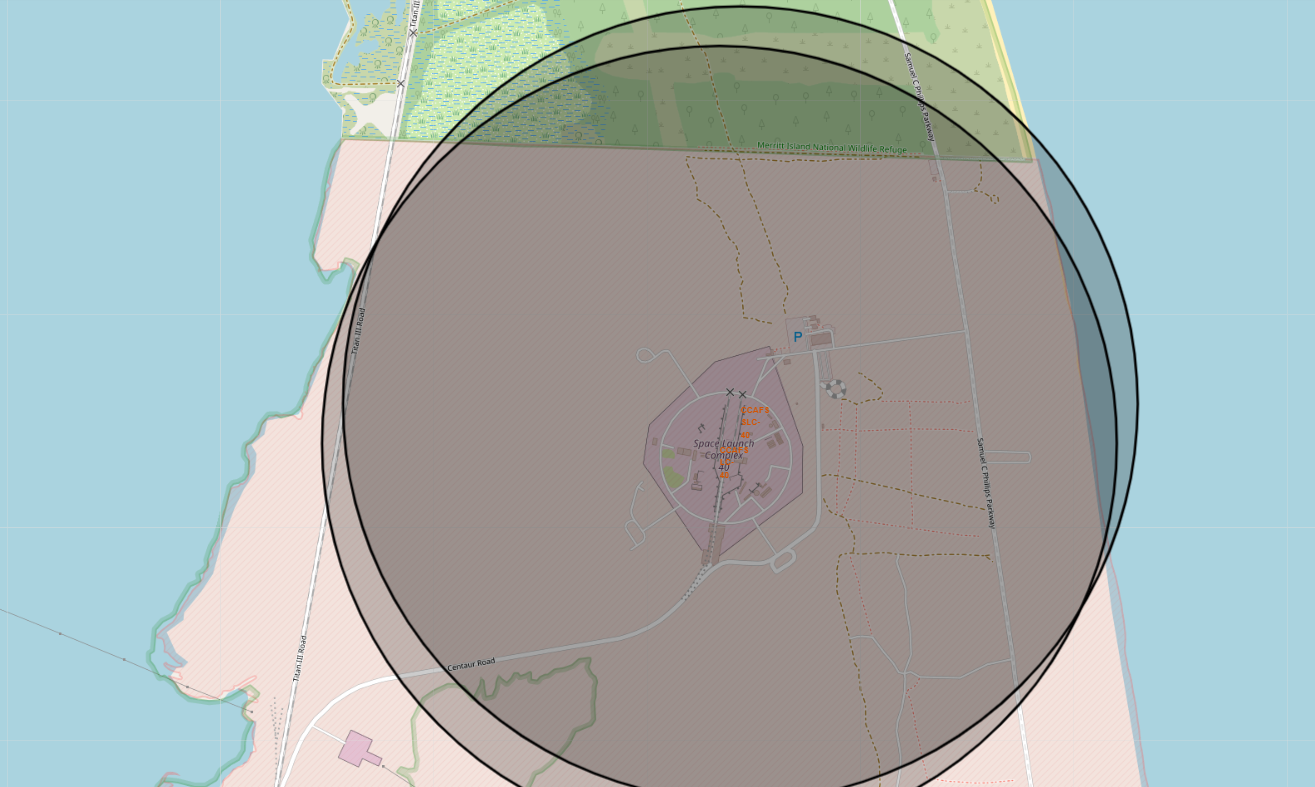 Titan III
Samuel C Phillips Parkway
Merritt Island National Wildlife Refuge
Titan III Road
P
CCAFS
SLC-
40
Space Launch
Complex
40
Samuel C Phillips Parkway
Titan III Road
Centaur Road